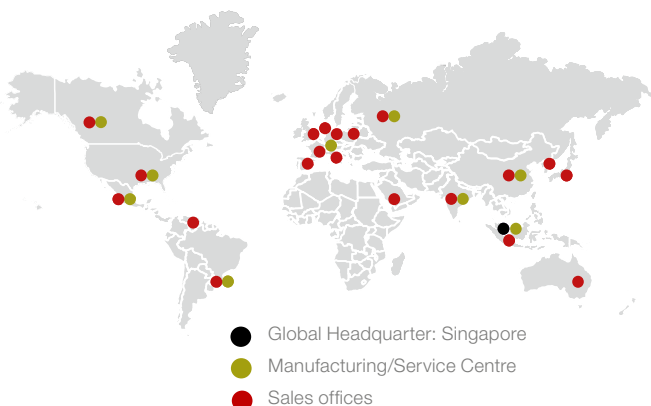 Global Headquarter: Singapore
Manufacturing/Service Centre
Sales offices